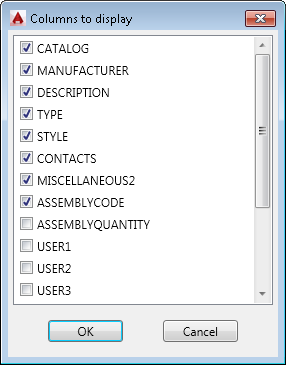 Columns to display
CATALOG
MANUFACTURER
DESCRIPTION
TYPE
STYLE
CONTACTS
MISCELLANEOUS2
ASSEMBLYCODE
ASSEMBLYQUANTITY
USER1
USER2
USER3
OK Cancel